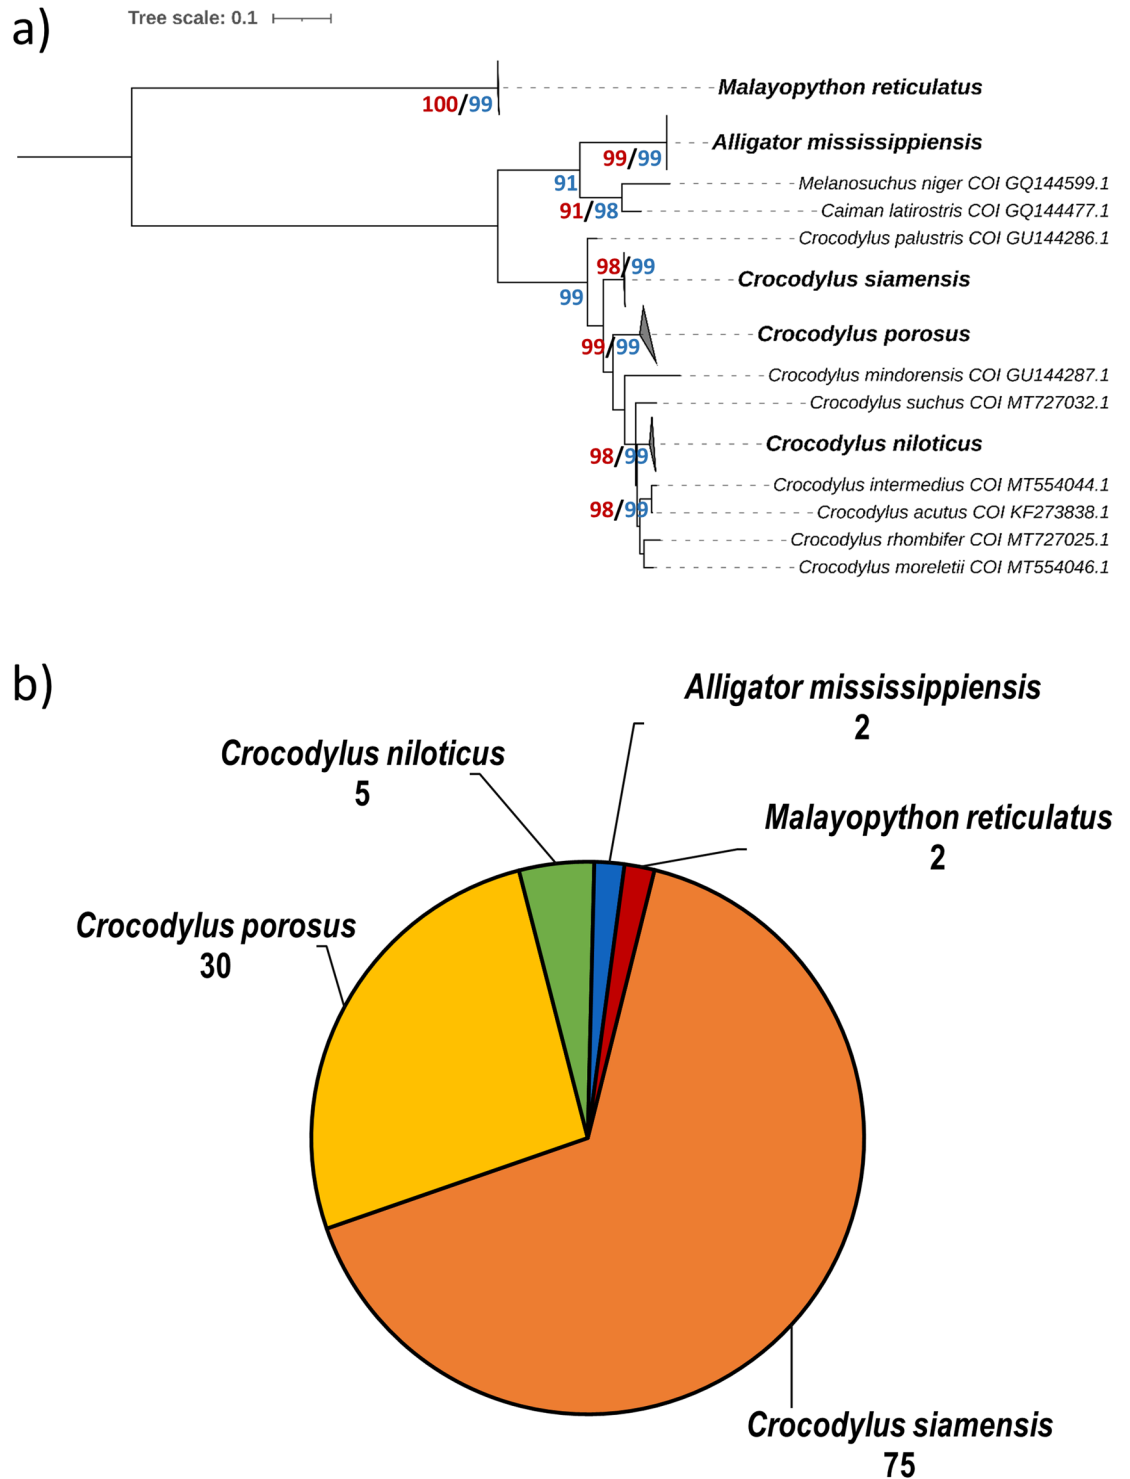 a)
Tree scale: 0.1
Malayopython reticulatus
100/99
Alligator mississippiensis
99/99
91
Melanosuchus niger COI GQ144599.1
91/98
Caiman latirostris COI GQ144477.1
Crocodylus palustris COI GU144286.1
98/99
Crocodylus siamensis
99
Crocodylus porosus
99/99
Crocodylus mindorensis COI GU144287.1
Crocodylus suchus COI MT727032.1
Crocodylus niloticus
98/99
Crocodylus intermedius COI MT554044.1
98/99
Crocodylus acutus COI KF273838.1
Crocodylus rhombifer COI MT727025.1
Crocodylus moreletii COI MT554046.1
b)
Alligator mississippiensis
2
Crocodylus niloticus
5
Malayopython reticulatus
2
Crocodylus porosus
30
Crocodylus siamensis
75